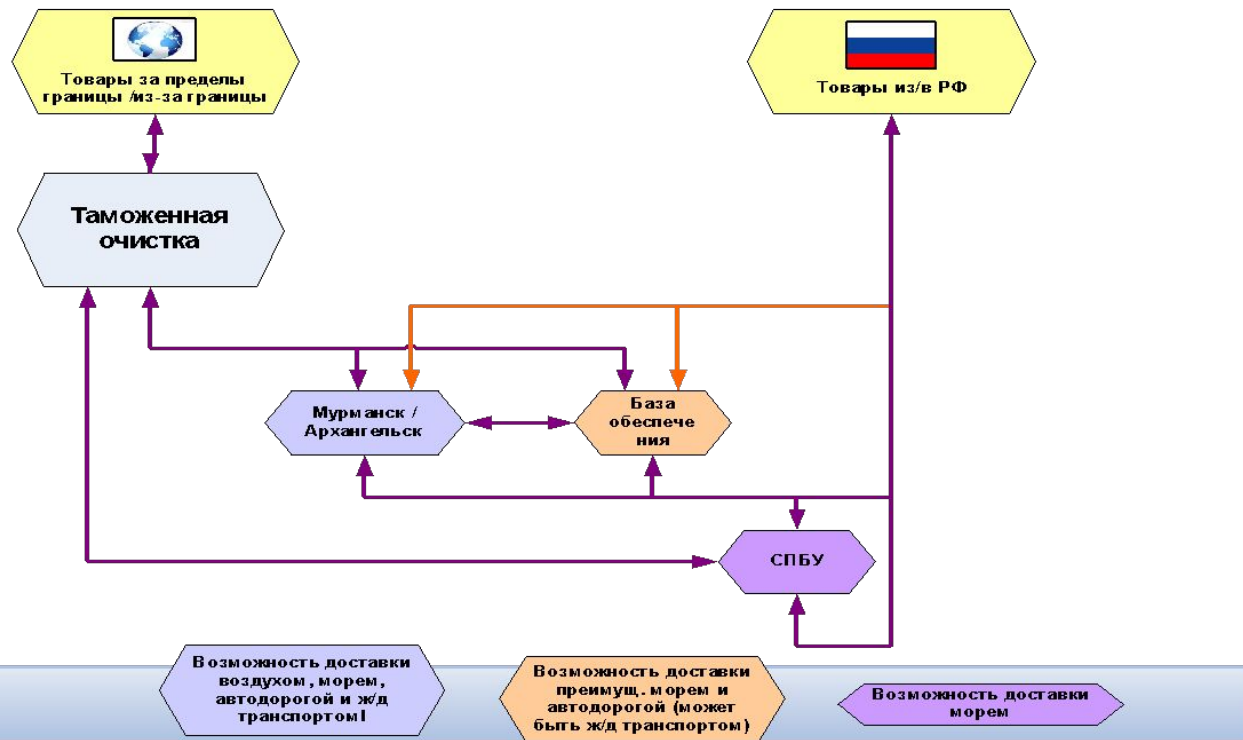 Товары за пределы
границы /из-за границы
Товары из/в РФ
Таможенная
очистка
Мурманск /
Архангельск
База
обеспече
ния
СПБУ
Возможность доставки
воздухом, морем,
автодорогой и ж/д
транспортом!
Возможность доставки
преимущ. морем и
автодорогой (может
быть ж/д транспортом)
Возможность доставки
морем